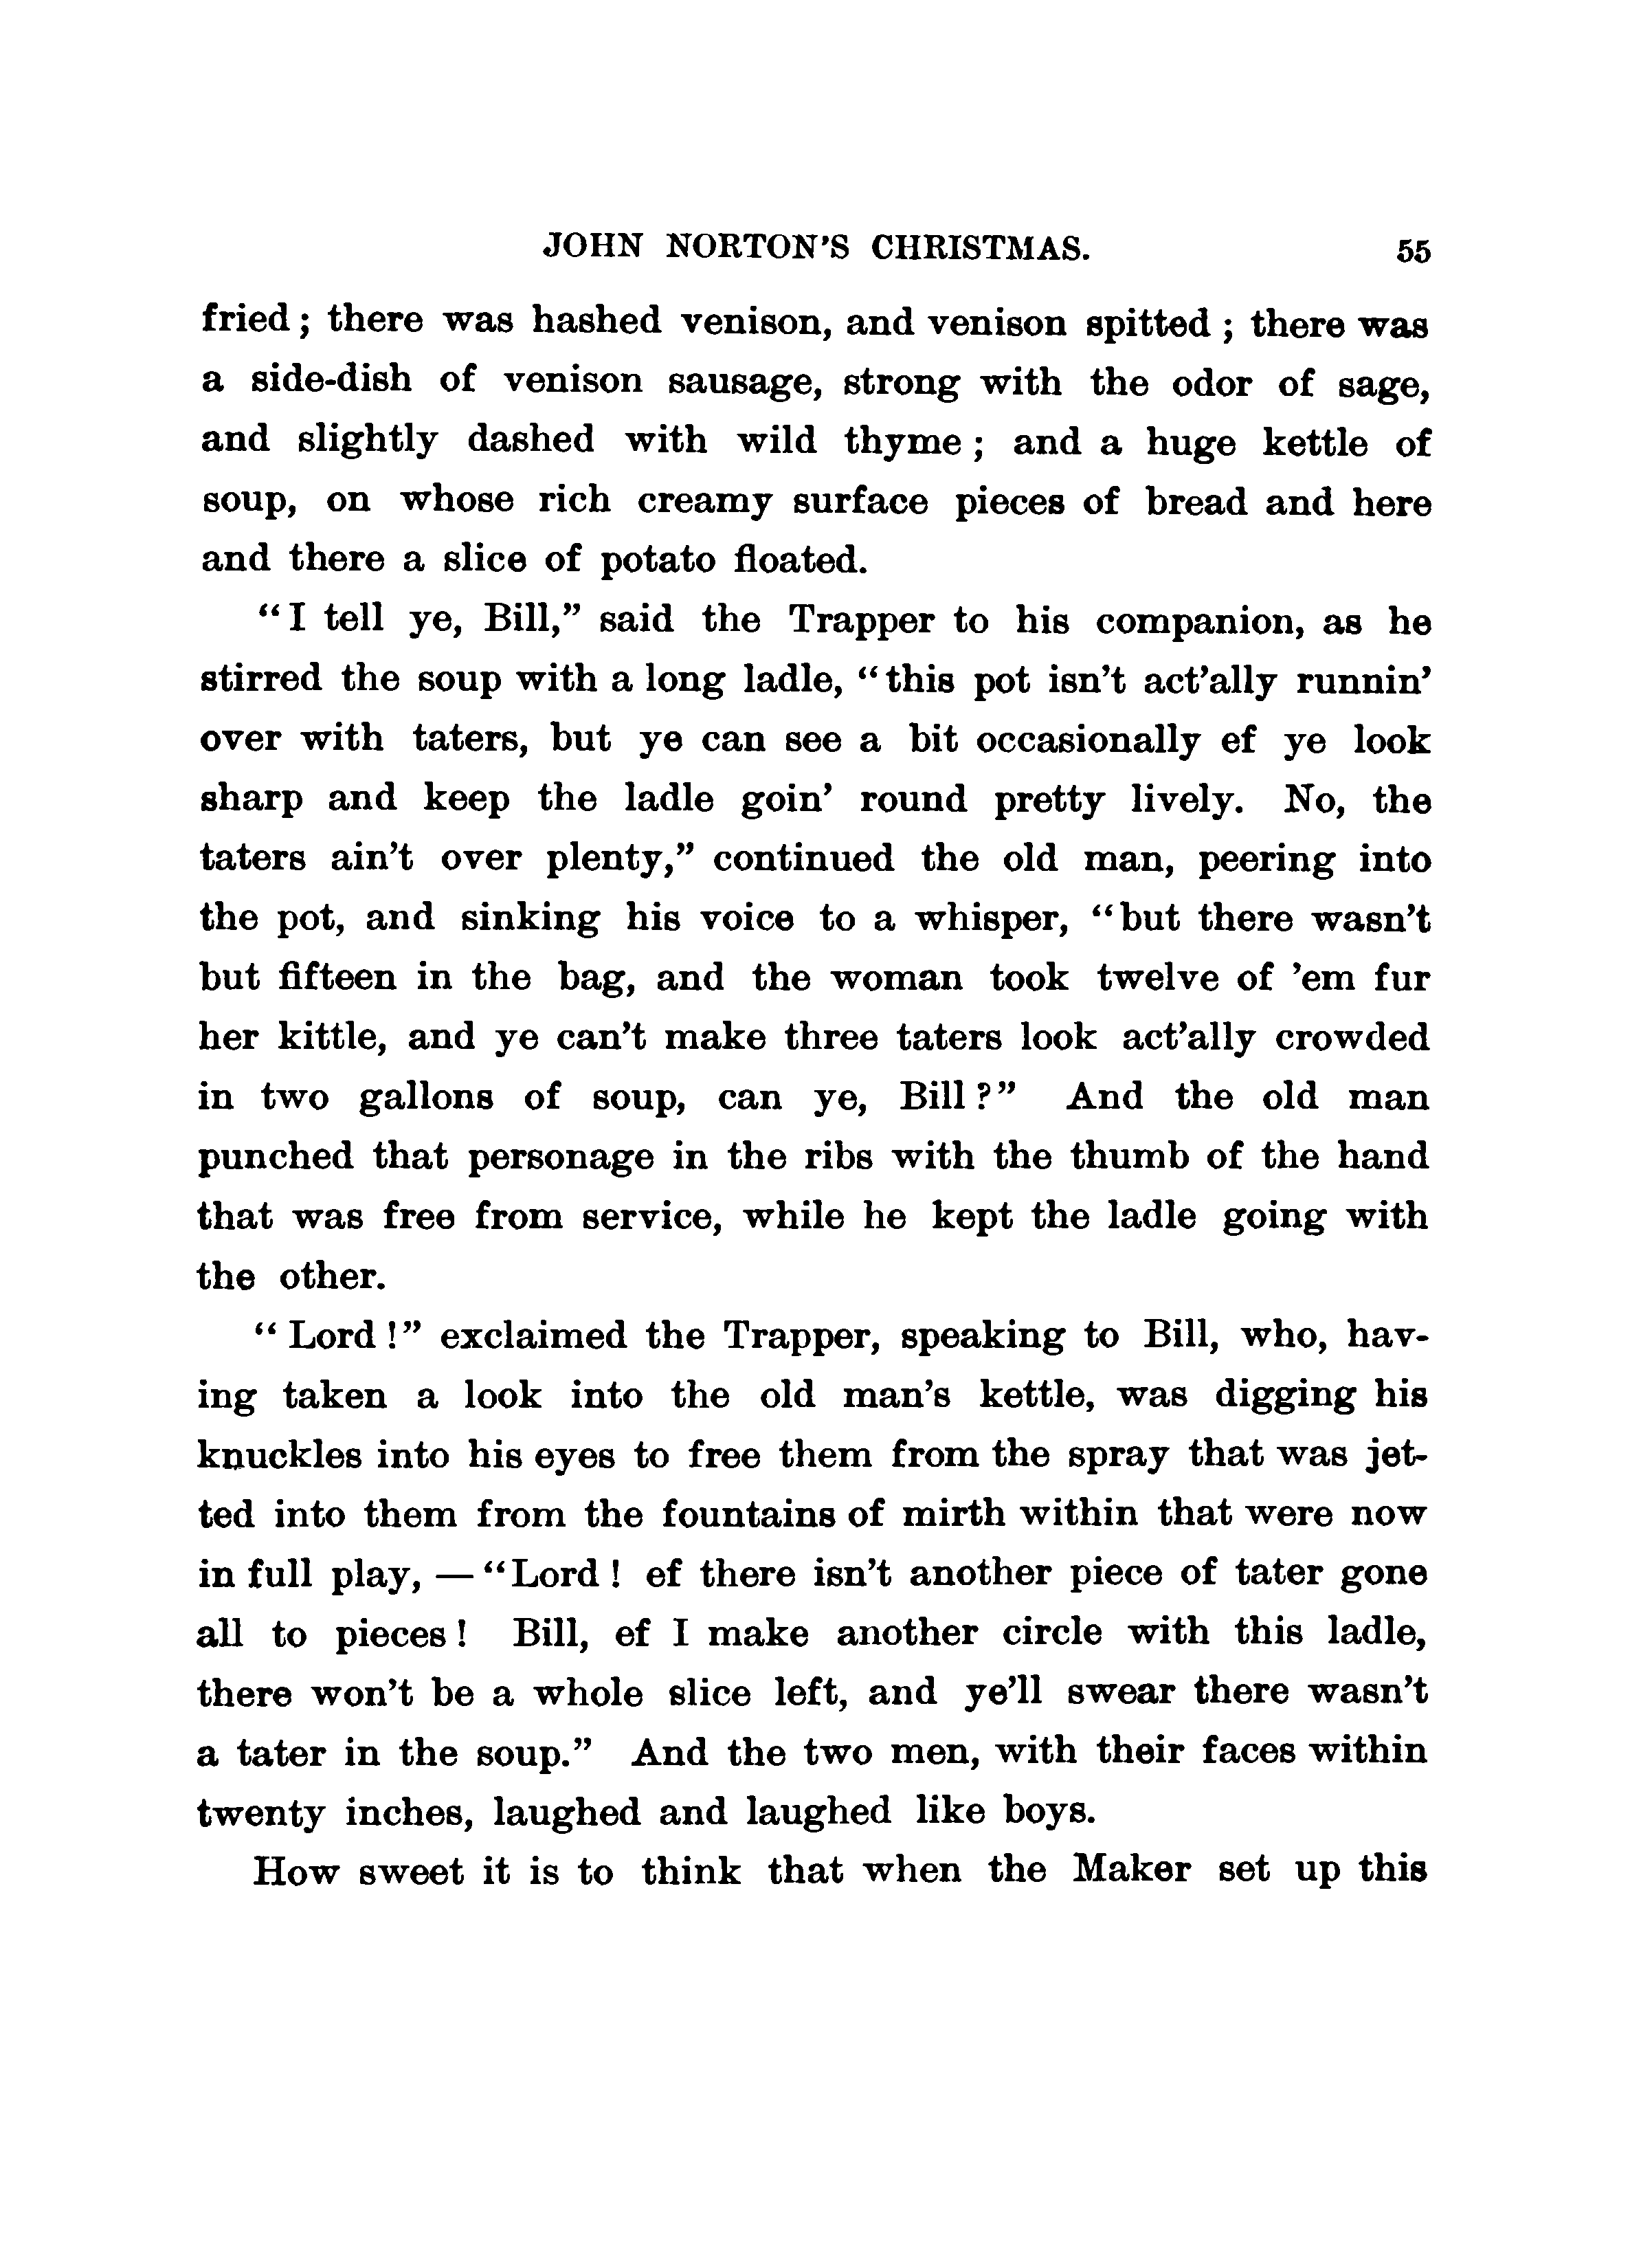 JOHN NORTON'S CHRISTMAS. 55
fried; there was hashed venison, and venison spitted; there was
a side-dish of venison sausage, strong with the odor of sage,
and slightly dashed with wild thyme; and a huge kettle of
soup, on whose rich creamy surface pieces of bread and here
and there a slice of potato floated.
“I tell ye, Bill,” said the Trapper to his companion, as he
stirred the soup with a long ladle, “this pot isn’t act’ally runnin’
over with taters, but ye can see a bit occasionally ef ye look
sharp and keep the ladle goin’ round pretty lively. No, the
taters ain’t over plenty,” continued the old man, peering into
the pot, and sinking his voice to a whisper, “but there wasn’t
but fifteen in the bag, and the woman took twelve of ’em fur
her kittle, and ye can’t make three taters look act’ally crowded
in two gallons of soup, can ye, Bill?” And the old man
punched that personage in the ribs with the thumb of the hand
that was free from service, while he kept the ladle going with
the other.
“Lord!” exclaimed the Trapper, speaking to Bill, who, hav-
ing taken a look into the old man’s kettle, was digging his
knuckles into his eyes to free them from the spray that was jet-
ted into them from the fountains of mirth within that were now
in full play, — “Lord! ef there isn’t another piece of tater gone
all to pieces! Bill, ef I make another circle with this ladle,
there won’t be a whole slice left, and ye’ll swear there wasn’t
a tater in the soup.” And the two men, with their faces within
twenty inches, laughed and laughed like boys.
How sweet it is to think that when the Maker set up this